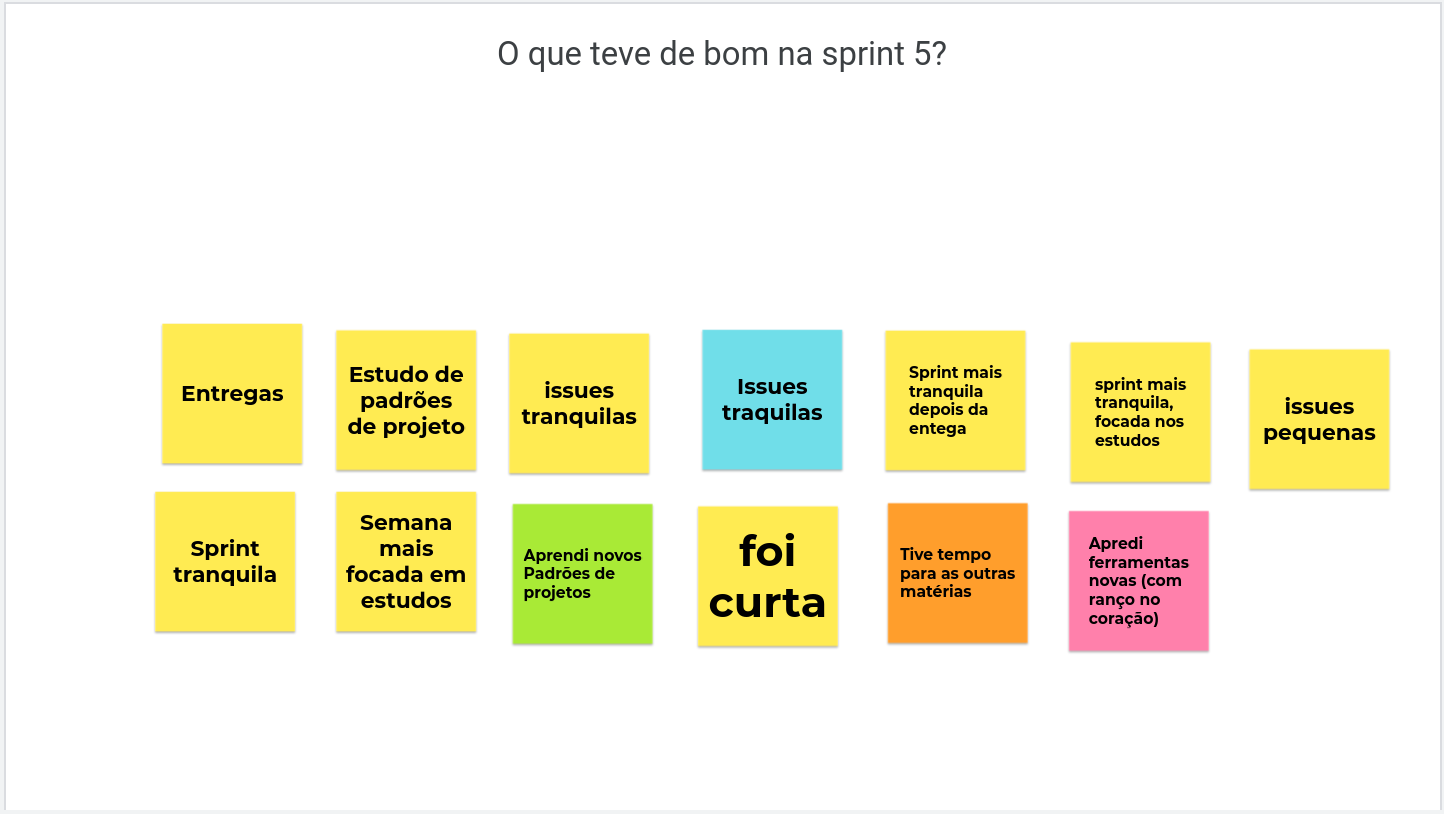 O que teve de bom na sprint 5?
Entregas
Estudo de
padrões
de projeto
issues
tranquilas
Issues
traquilas
Sprint mais
tranquila
depois da
entega
sprint mais
tranquila,
focada nos
estudos
issues
pequenas
Sprint
tranquila
Semana
mais
focada em
estudos
Aprendi novos
Padrões de
projetos
foi
curta
Tive tempo
para as outras
matérias
Apredi
ferramentas
novas (com
ranço no
coração)